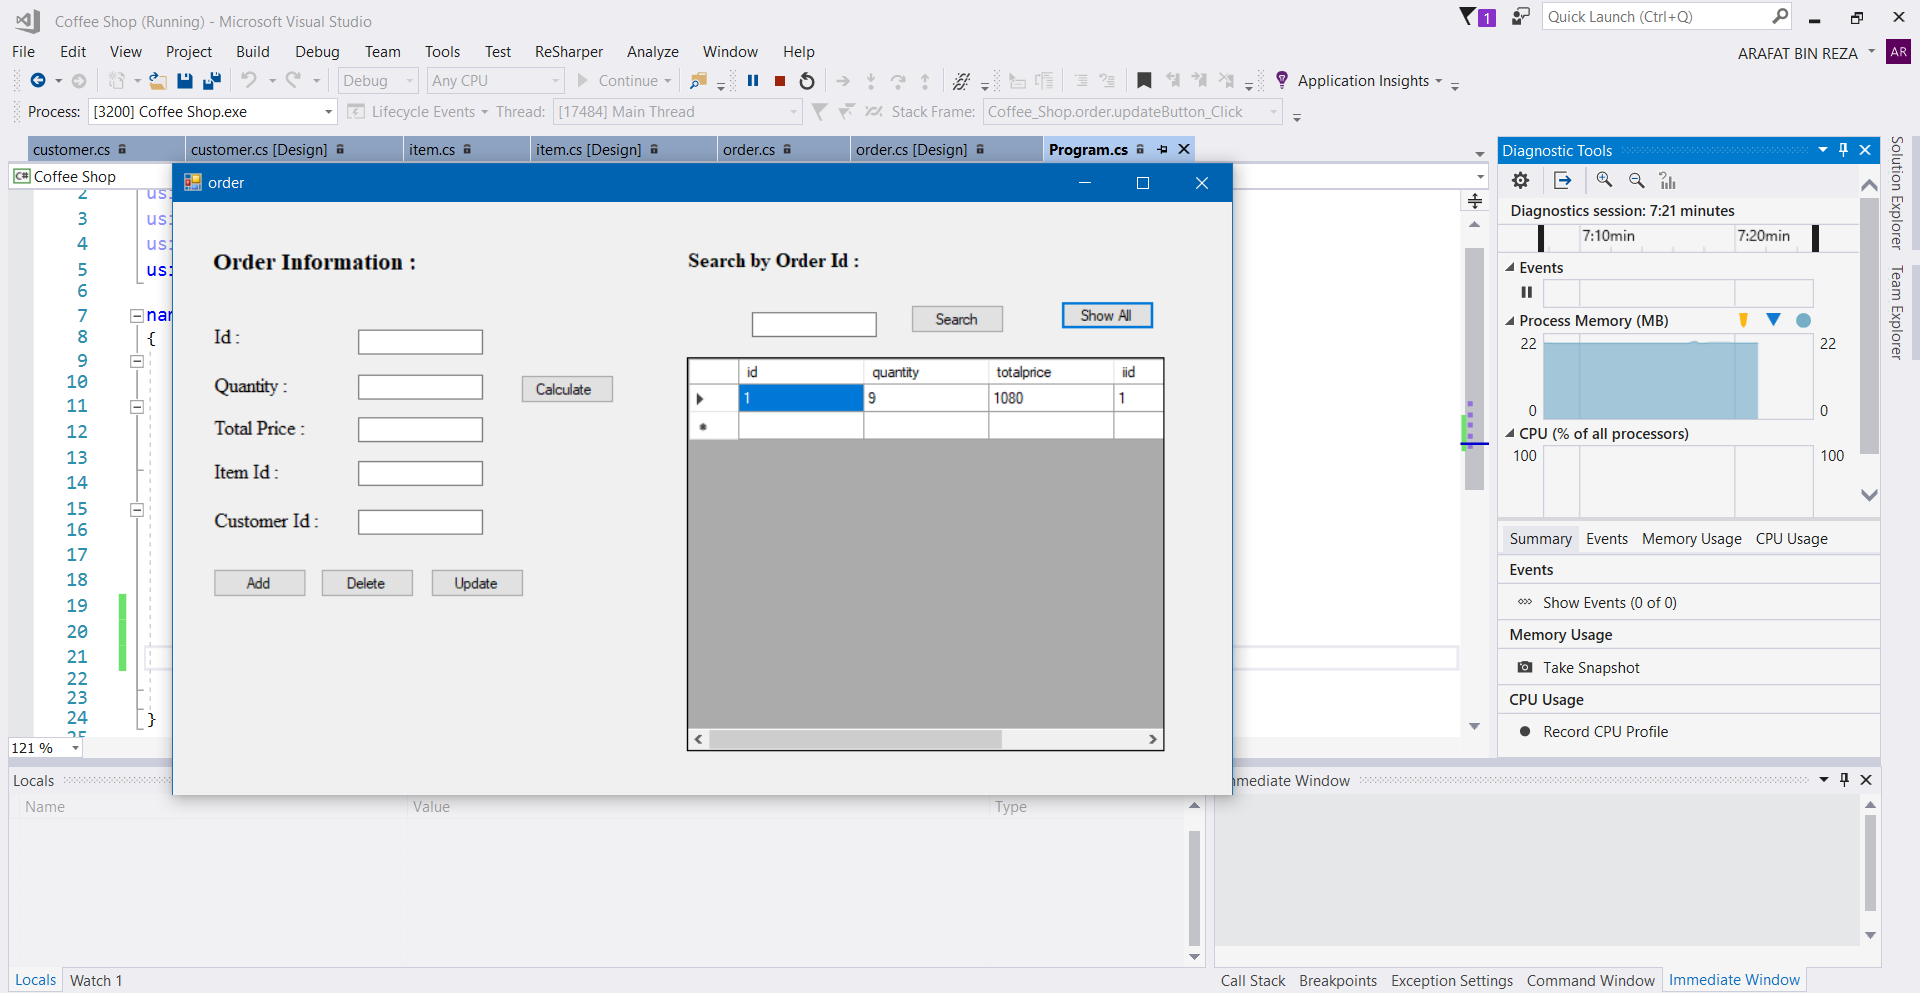 Coffee Shop (Running) - Microsoft Visual Studio
1
Quick Launch (Ctrl+Q)
File Edit View Project Build Debug Team Tools Test ReSharper Analyze Window Help
ARAFAT BIN REZA AR
Debug Any CPU Continue Application Insights
Process: [3200] Coffee Shop.exe Lifecycle Events Thread: [17484] Main Thread Stack Frame: Coffee_Shop.order.updateButton_Click
customer.cs customer.cs [Design] item.cs item.cs [Design] order.cs order.cs [Design] Program.cs
C# Coffee Shop
order
2
3
4
5
6
7
8 {
9
10
11
12
13
14
15
16
17
18
19
20
21
22
23
24 }
25
121 %
Order Information :
Id :
Quantity :
Calculate
Total Price :
Item Id :
Customer Id :
Add Delete Update
Search by Order Id :
Search Show All
id quantity totalprice iid
1 9 1080 1
Diagnostic Tools
Diagnostics session: 7:21 minutes
7:10min 7:20min
Events
Process Memory (MB)
22 22
0 0
CPU (% of all processors)
100 100
Summary Events Memory Usage CPU Usage
Events
Show Events (0 of 0)
Memory Usage
Take Snapshot
CPU Usage
Record CPU Profile
Solution Explorer
Team Explorer
Locals
Name Value Type
Locals Watch 1
mmediate Window
Call Stack Breakpoints Exception Settings Command Window Immediate Window